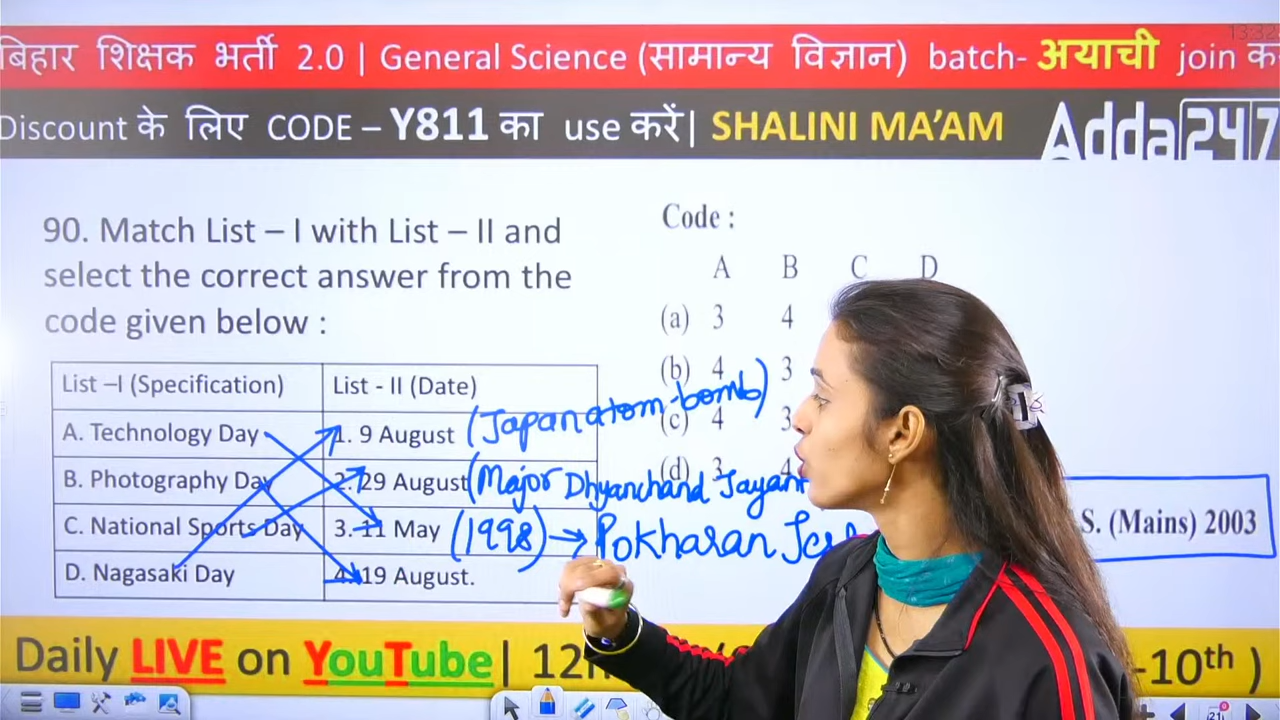 13:32
बिहार शिक्षक भर्ती 2.0 | General Science (सामान्य विज्ञान) batch- अयाची join क
Discount के लिए CODE – Y811 का use करें| SHALINI MA'AM Adda247
90. Match List – I with List – II and
select the correct answer from the
code given below :
List –I (Specification) List - II (Date)
A. Technology Day 1. 9 August (Japan atom-bomb)
B. Photography Day 2. 29 August (Major Dhyanchand Jayant
C. National Sports Day 3. 11 May (1998) → Pokharan
D. Nagasaki Day 4. 19 August.
Code :
A B C D
(a) 3 4
(b) 4 3
(c) 4 3
(d) 3 4
S. (Mains) 2003
Daily LIVE on YouTube | -10th )
21